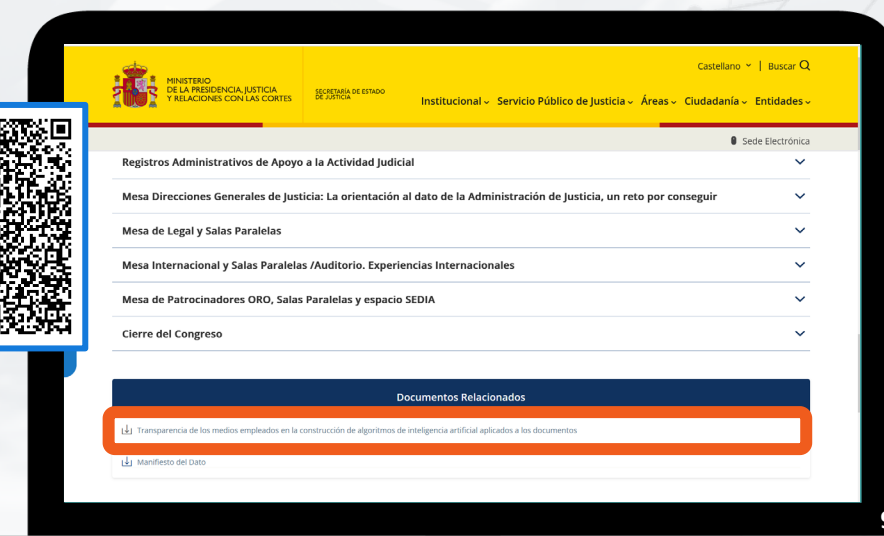 Castellano | Buscar
MINISTERIO
DE LA PRESIDENCIA, JUSTICIA
Y RELACIONES CON LAS CORTES
SECRETARÍA DE ESTADO
DE JUSTICIA
Institucional Servicio Público de Justicia Áreas Ciudadanía Entidades
Sede Electrónica
Registros Administrativos de Apoyo a la Actividad Judicial
Mesa Direcciones Generales de Justicia: La orientación al dato de la Administración de Justicia, un reto por conseguir
Mesa de Legal y Salas Paralelas
Mesa Internacional y Salas Paralelas /Auditorio. Experiencias Internacionales
Mesa de Patrocinadores ORO, Salas Paralelas y espacio SEDIA
Cierre del Congreso
Documentos Relacionados
Transparencia de los medios empleados en la construcción de algoritmos de inteligencia artificial aplicados a los documentos
Manifiesto del Dato